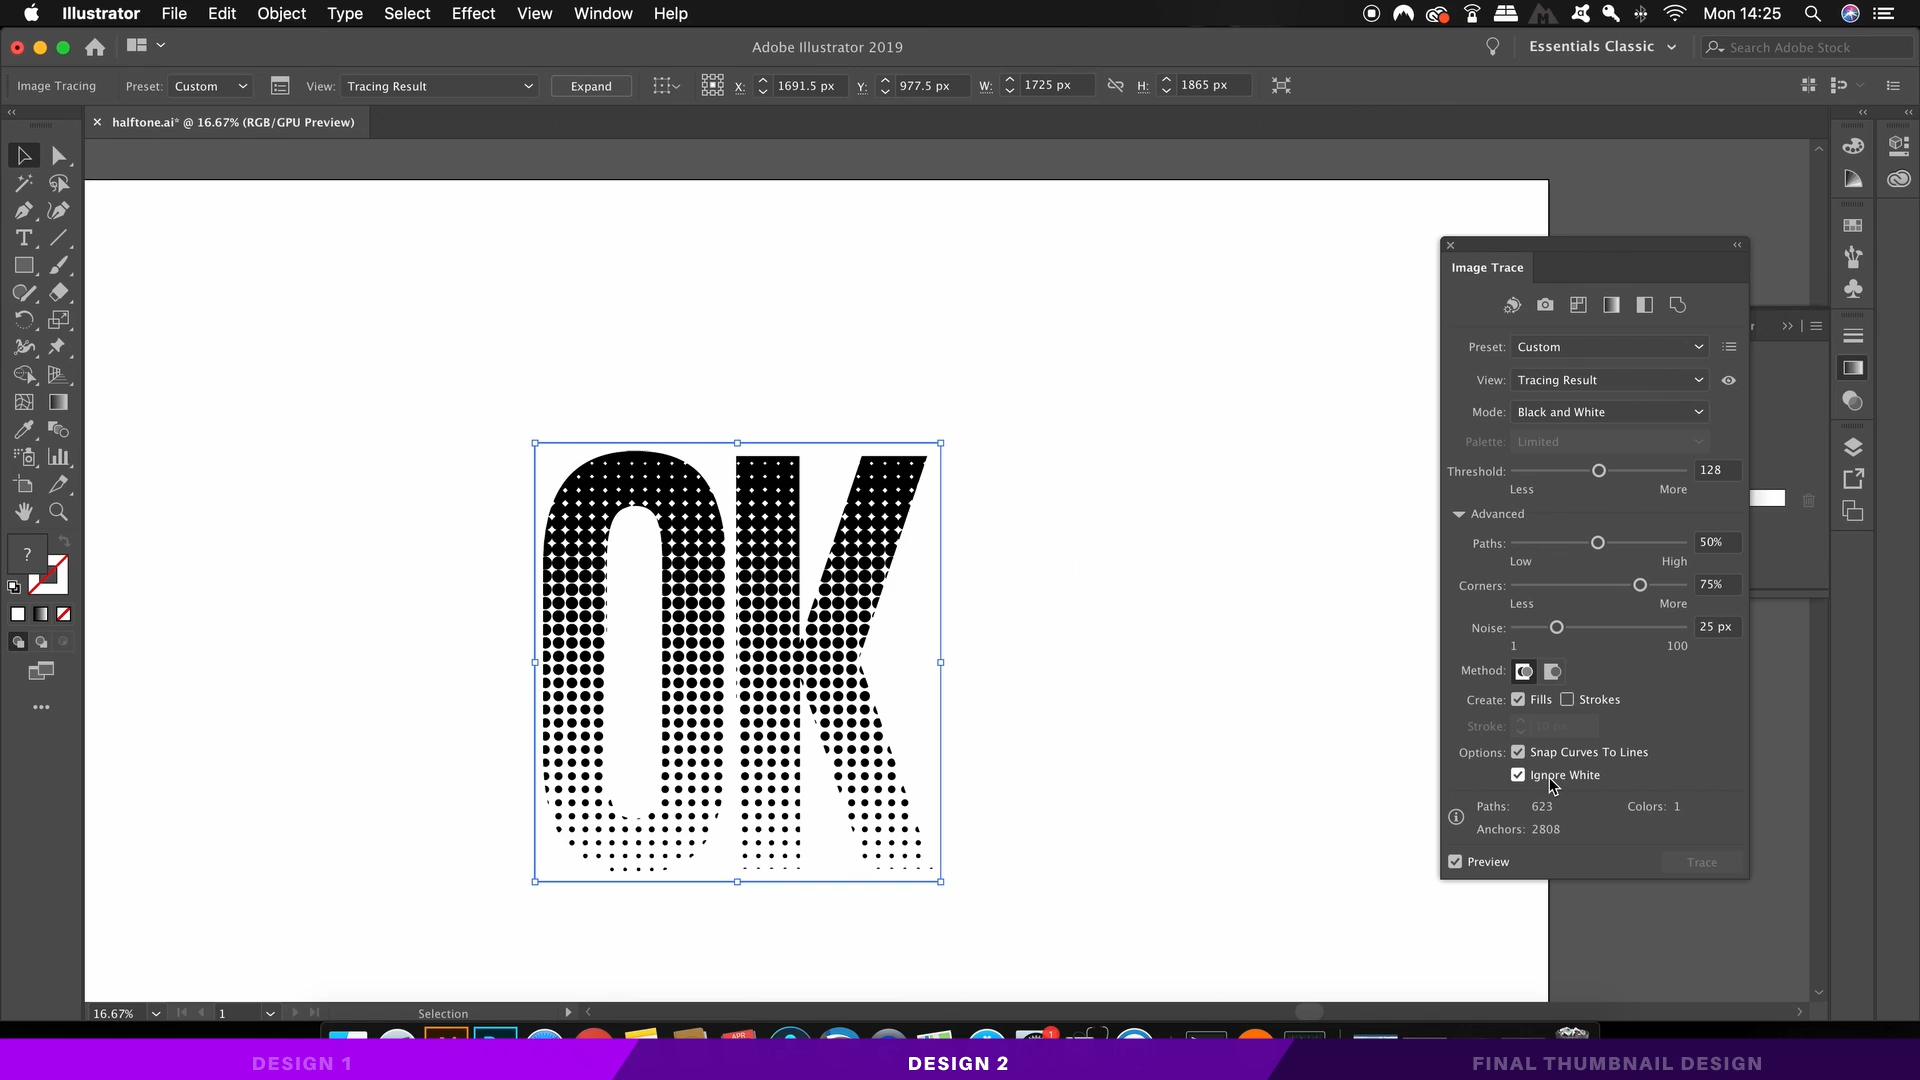 Illustrator File Edit Object Type Select Effect View Window Help Mon 14:25
Adobe Illustrator 2019 Essentials Classic Search Adobe Stock
Image Tracing Preset: Custom View: Tracing Result Expand X: 1691.5 px Y: 977.5 px W: 1725 px H: 1865 px
halftone.ai* @ 16.67% (RGB/GPU Preview)
Image Trace
Preset: Custom
View: Tracing Result
Mode: Black and White
Palette: Limited
Threshold: 128
Less More
Advanced
Paths: 50%
Low High
Corners: 75%
Less More
Noise: 25 px
1 100
Method:
Create: Fills Strokes
Stroke: 10 px
Options: Snap Curves To Lines
Ignore White
Paths: 623 Colors: 1
Anchors: 2808
Preview Trace
OK
?
16.67% 1 Selection
DESIGN 1 DESIGN 2 FINAL THUMBNAIL DESIGN